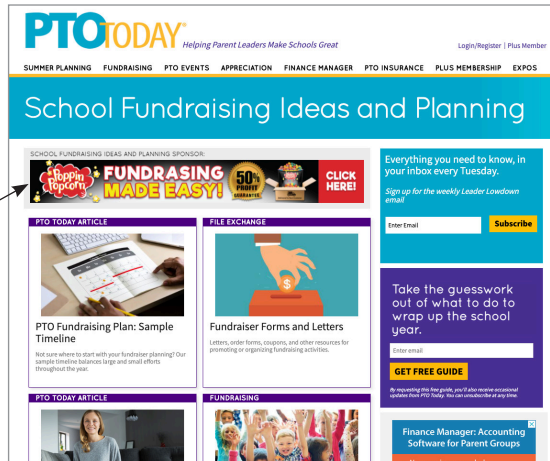 PTOTODAY®
Helping Parent Leaders Make Schools Great
Login/Register | Plus Member
SUMMER PLANNING FUNDRAISING PTO EVENTS APPRECIATION FINANCE MANAGER PTO INSURANCE PLUS MEMBERSHIP EXPOS
School Fundraising Ideas and Planning
SCHOOL FUNDRAISING IDEAS AND PLANNING SPONSOR:
Poppin
Popcorn
FUNDRASING
MADE EASY!
50%
PROFIT
GUARANTEE
CLICK
HERE!
Everything you need to know, in
your inbox every Tuesday.
Sign up for the weekly Leader Lowdown
email
Enter Email
Subscribe
PTO TODAY ARTICLE
PTO Fundraising Plan: Sample
Timeline
Not sure where to start with your fundraiser planning? Our
sample timeline balances large and small efforts
throughout the year.
FILE EXCHANGE
$
Fundraiser Forms and Letters
Letters, order forms, coupons, and other resources for
promoting or organizing fundraising activities.
Take the guesswork
out of what to do to
wrap up the school
year.
Enter email
GET FREE GUIDE
By requesting this free guide, you'll also receive occasional
updates from PTO Today. You can unsubscribe at any time.
PTO TODAY ARTICLE
FUNDRAISING
Finance Manager: Accounting
Software for Parent Groups